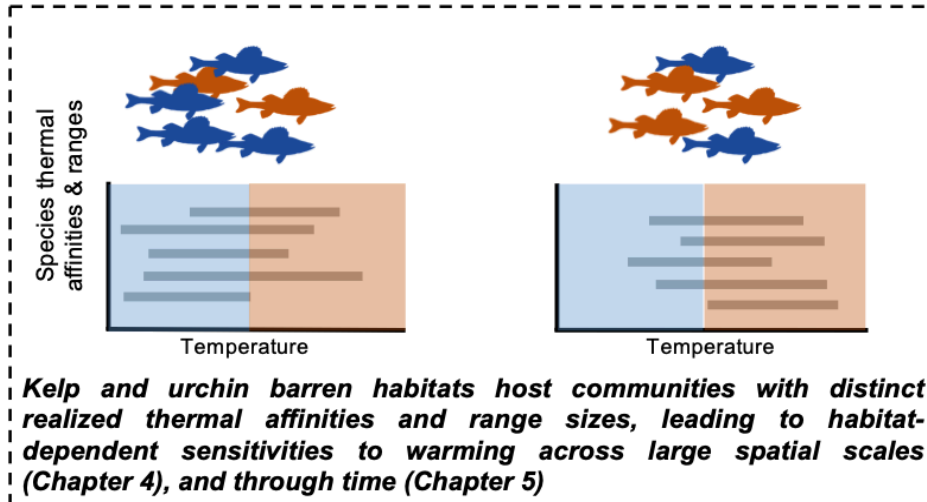 Species thermal
affinities & ranges
Temperature
Temperature
Kelp and urchin barren habitats host communities with distinct
realized thermal affinities and range sizes, leading to habitat-
dependent sensitivities to warming across large spatial scales
(Chapter 4), and through time (Chapter 5)